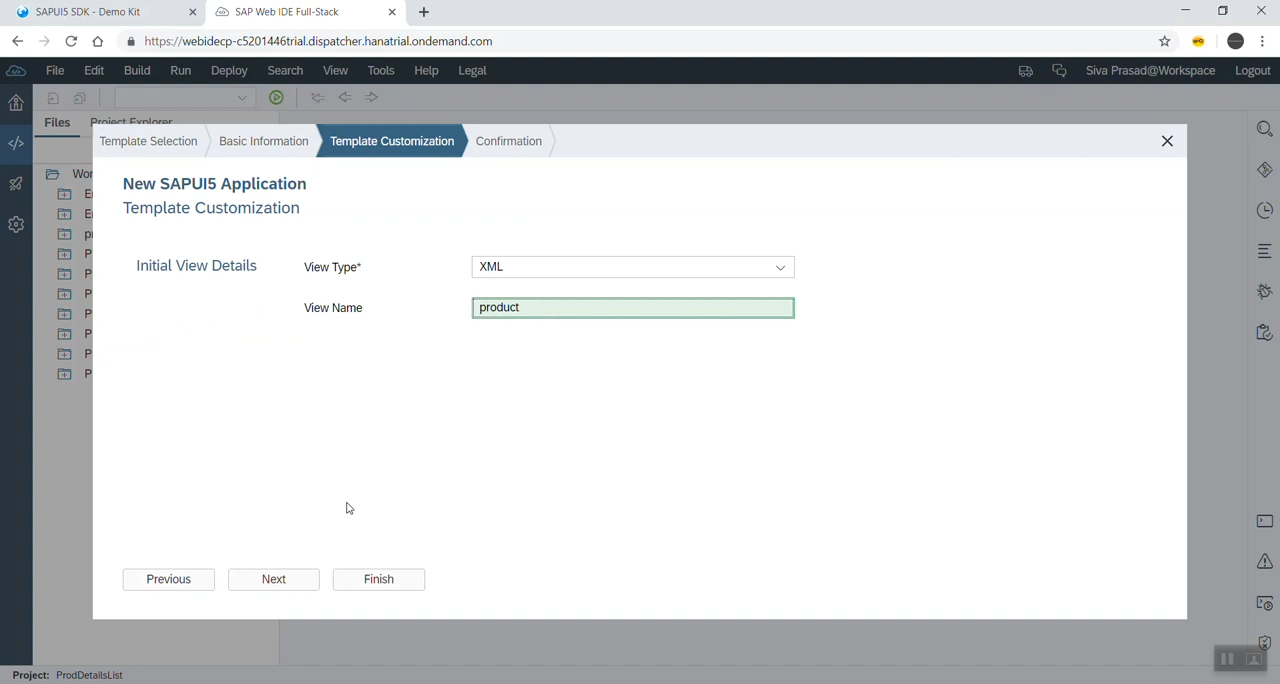 SAPUI5 SDK - Demo Kit
SAP Web IDE Full-Stack
https://webidecp-c5201446trial.dispatcher.hanatrial.ondemand.com
File Edit Build Run Deploy Search View Tools Help Legal
Siva Prasad@Workspace Logout
Files Project Explorer
Template Selection Basic Information Template Customization Confirmation
New SAPUI5 Application
Template Customization
Initial View Details
View Type*
XML
View Name
product
Previous Next Finish
Project: ProdDetailsList